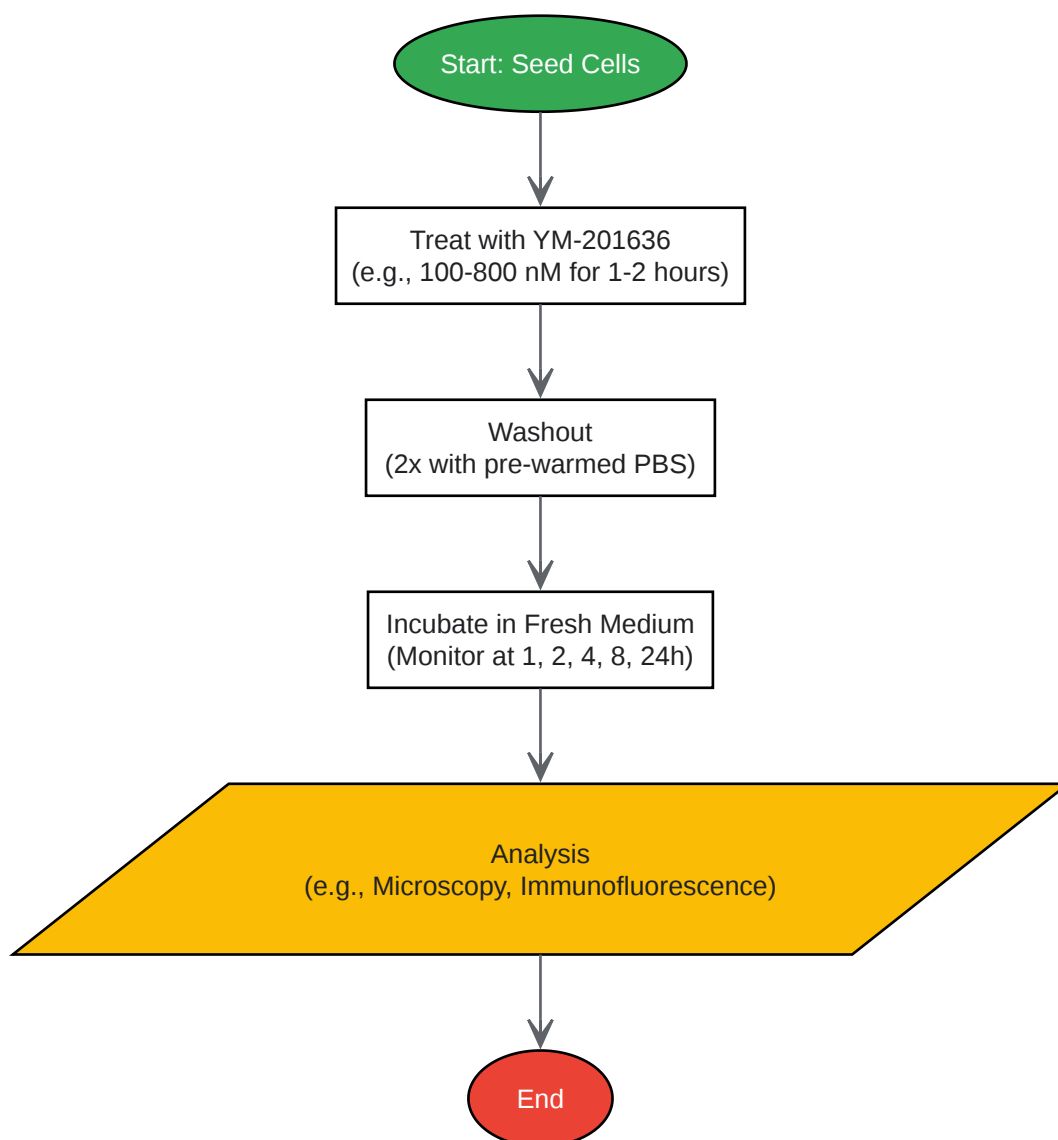 Start: Seed Cells
Treat with YM-201636
(e.g., 100-800 nM for 1-2 hours)
Washout
(2x with pre-warmed PBS)
Incubate in Fresh Medium
(Monitor at 1, 2, 4, 8, 24h)
Analysis
(e.g., Microscopy, Immunofluorescence)
End